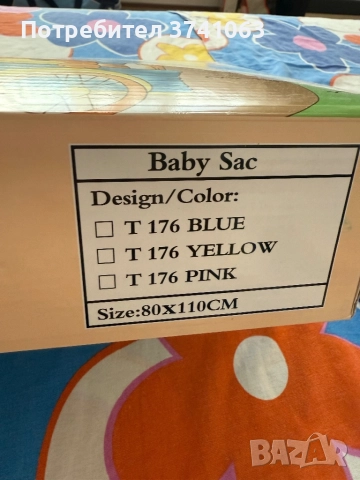 Потребител 3741063
Baby Sac
Design/Color:
☐ T 176 BLUE
☐ T 176 YELLOW
☐ T 176 PINK
Size:80X110CM
BAZAR